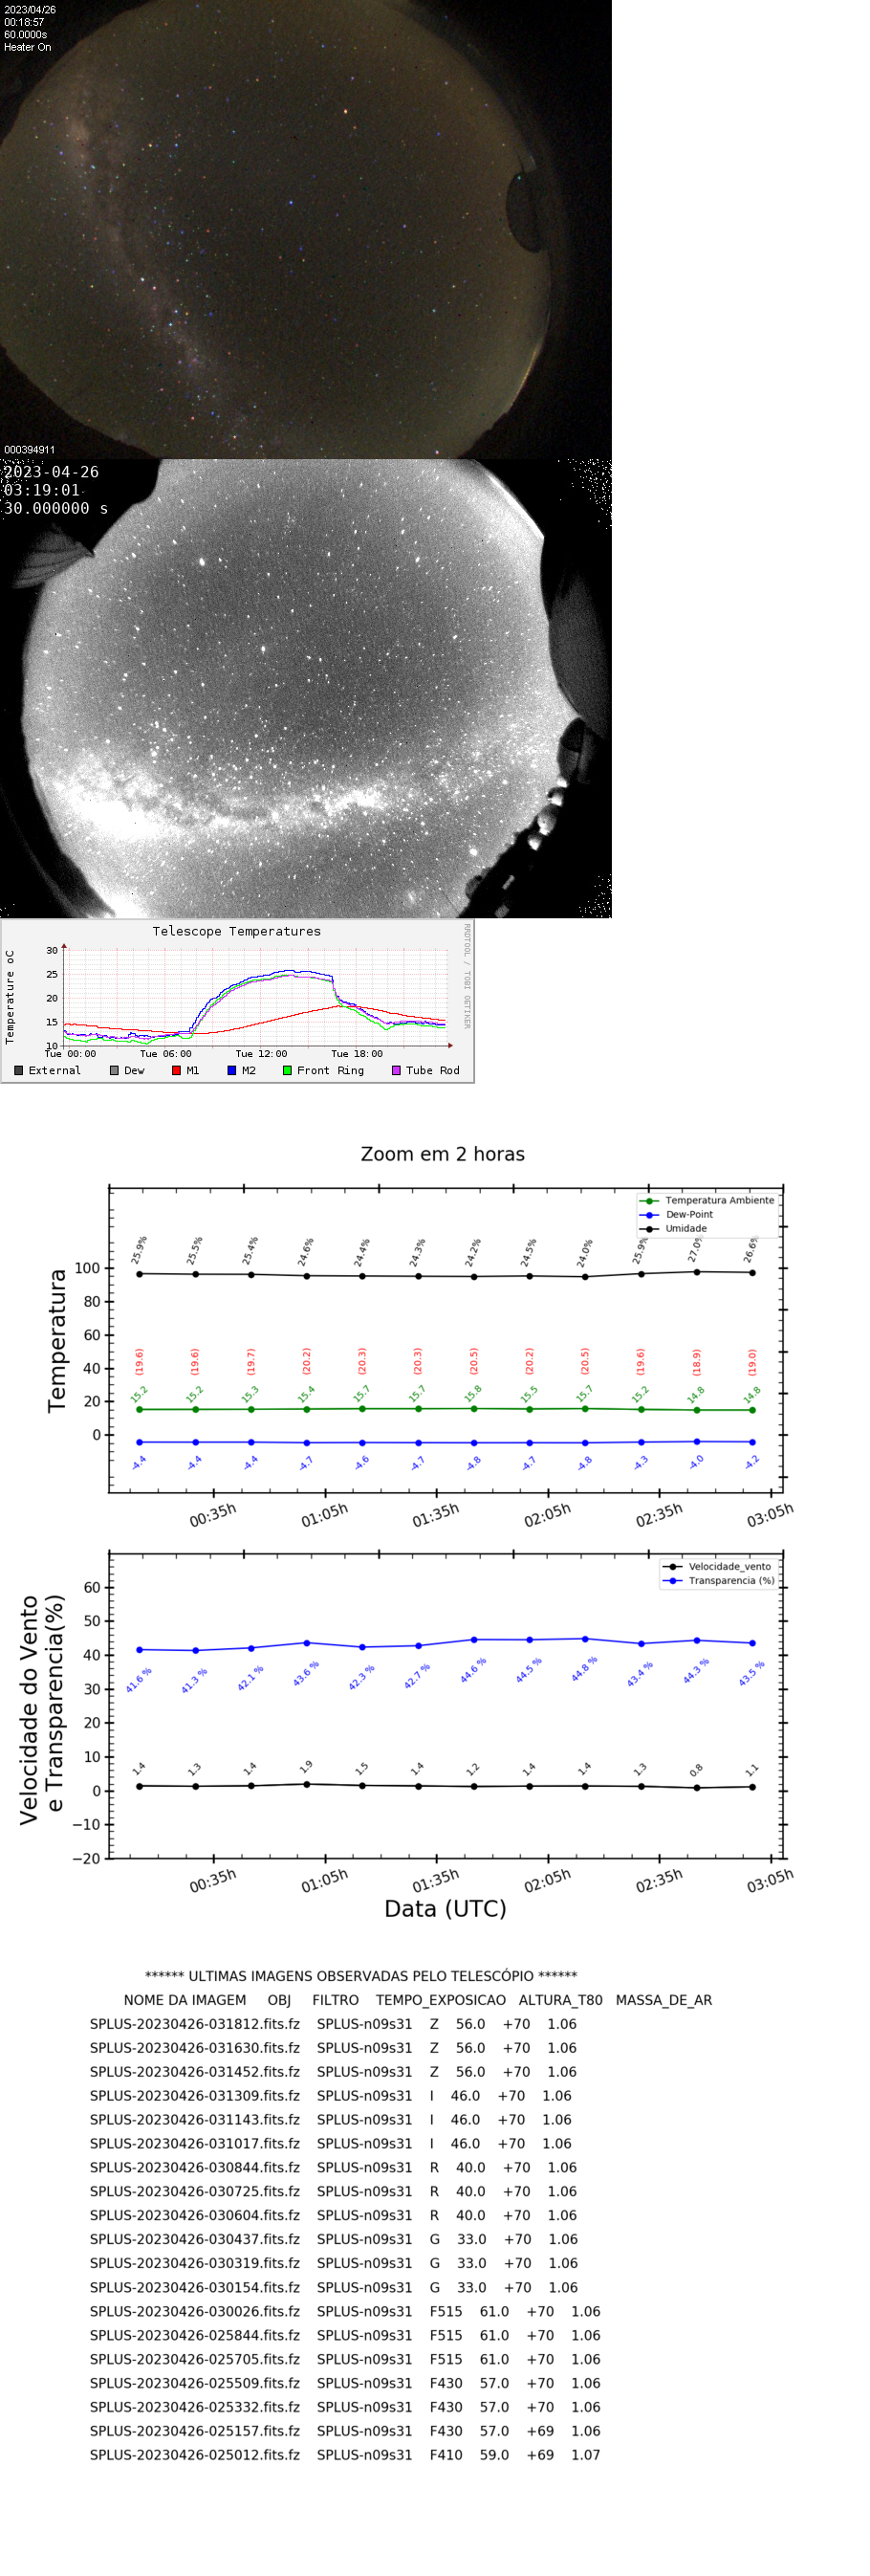 2023/04/26
00:18:57
60.0000s
Heater On
000394911
2023-04-26
03:19:01
30.000000 s
Telescope Temperatures
RRDTOOL / TOBI OETIKER
Temperature oC
30
25
20
15
10
Tue 00:00 Tue 06:00 Tue 12:00 Tue 18:00
External Dew M1 M2 Front Ring Tube Rod
Zoom em 2 horas
Temperatura Ambiente
Dew-Point
Umidade
25.9% 25.5% 25.4% 24.6% 24.4% 24.3% 24.2% 24.5% 24.0% 25.9% 27.0% 26.6%
Temperatura
100
80
60
40
20
0
(19.6) (19.6) (19.7) (20.2) (20.3) (20.3) (20.5) (20.2) (20.5) (19.6) (18.9) (19.0)
15.2 15.2 15.3 15.4 15.7 15.7 15.8 15.5 15.7 15.2 14.8 14.8
-4.4 -4.4 -4.4 -4.7 -4.6 -4.7 -4.8 -4.7 -4.8 -4.3 -4.0 -4.2
00:35h 01:05h 01:35h 02:05h 02:35h 03:05h
Velocidade_vento
Transparencia (%)
Velocidade do Vento
e Transparencia(%)
60
50
40
30
20
10
0
−10
−20
41.6 % 41.3 % 42.1 % 43.6 % 42.3 % 42.7 % 44.6 % 44.5 % 44.8 % 43.4 % 44.3 % 43.5 %
1.4 1.3 1.4 1.9 1.5 1.4 1.2 1.4 1.4 1.3 0.8 1.1
00:35h 01:05h 01:35h 02:05h 02:35h 03:05h
Data (UTC)
****** ULTIMAS IMAGENS OBSERVADAS PELO TELESCÓPIO ******
NOME DA IMAGEM OBJ FILTRO TEMPO_EXPOSICAO ALTURA_T80 MASSA_DE_AR
SPLUS-20230426-031812.fits.fz SPLUS-n09s31 Z 56.0 +70 1.06
SPLUS-20230426-031630.fits.fz SPLUS-n09s31 Z 56.0 +70 1.06
SPLUS-20230426-031452.fits.fz SPLUS-n09s31 Z 56.0 +70 1.06
SPLUS-20230426-031309.fits.fz SPLUS-n09s31 I 46.0 +70 1.06
SPLUS-20230426-031143.fits.fz SPLUS-n09s31 I 46.0 +70 1.06
SPLUS-20230426-031017.fits.fz SPLUS-n09s31 I 46.0 +70 1.06
SPLUS-20230426-030844.fits.fz SPLUS-n09s31 R 40.0 +70 1.06
SPLUS-20230426-030725.fits.fz SPLUS-n09s31 R 40.0 +70 1.06
SPLUS-20230426-030604.fits.fz SPLUS-n09s31 R 40.0 +70 1.06
SPLUS-20230426-030437.fits.fz SPLUS-n09s31 G 33.0 +70 1.06
SPLUS-20230426-030319.fits.fz SPLUS-n09s31 G 33.0 +70 1.06
SPLUS-20230426-030154.fits.fz SPLUS-n09s31 G 33.0 +70 1.06
SPLUS-20230426-030026.fits.fz SPLUS-n09s31 F515 61.0 +70 1.06
SPLUS-20230426-025844.fits.fz SPLUS-n09s31 F515 61.0 +70 1.06
SPLUS-20230426-025705.fits.fz SPLUS-n09s31 F515 61.0 +70 1.06
SPLUS-20230426-025509.fits.fz SPLUS-n09s31 F430 57.0 +70 1.06
SPLUS-20230426-025332.fits.fz SPLUS-n09s31 F430 57.0 +70 1.06
SPLUS-20230426-025157.fits.fz SPLUS-n09s31 F430 57.0 +69 1.06
SPLUS-20230426-025012.fits.fz SPLUS-n09s31 F410 59.0 +69 1.07